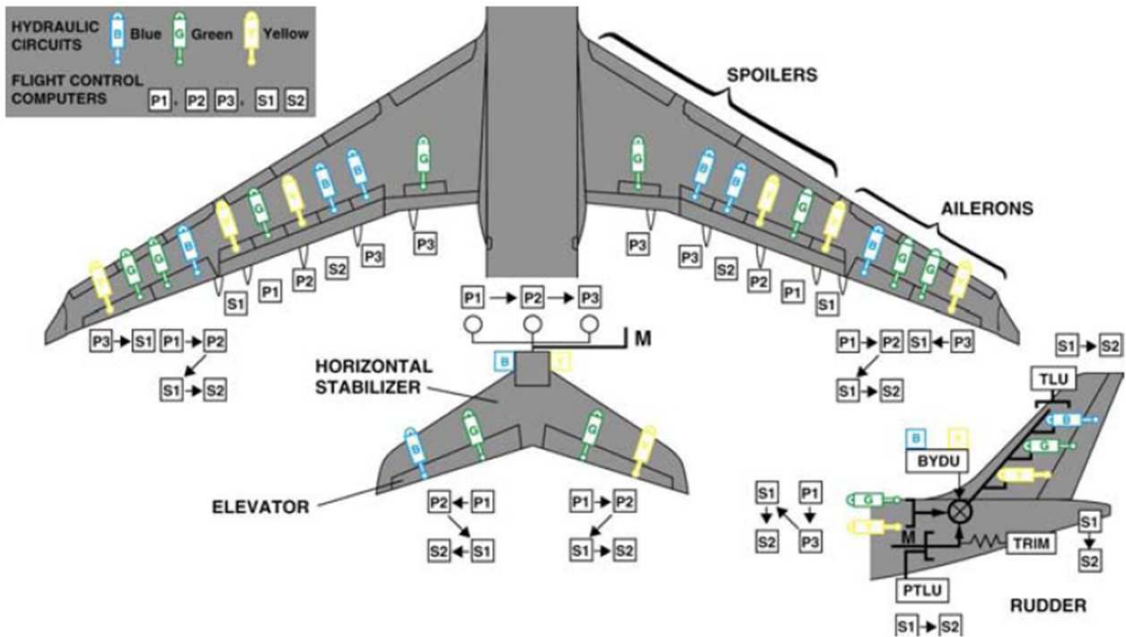 HYDRAULIC
CIRCUITS
B Blue G Green Y Yellow
FLIGHT CONTROL
COMPUTERS P1, P2 P3, S1 S2
SPOILERS
AILERONS
Y G G B Y G Y B B G
G B B Y G Y B G G Y
S1 P1 P2 S2 P3 P3
P3 P3 S2 P2 P1 S1
P3 S1 P1 P2
S1 S2
P1 P2 P3
M
P1 P2 S1 P3
S1 S2
HORIZONTAL
STABILIZER
B Y
B G G Y
ELEVATOR
P2 P1
S2 S1
P1 P2
S1 S2
S1 S2
TLU
B
G
Y
B Y
BYDU
S1 P1
S2 P3
G
Y
M
TRIM
S1
S2
PTLU
S1 S2
RUDDER